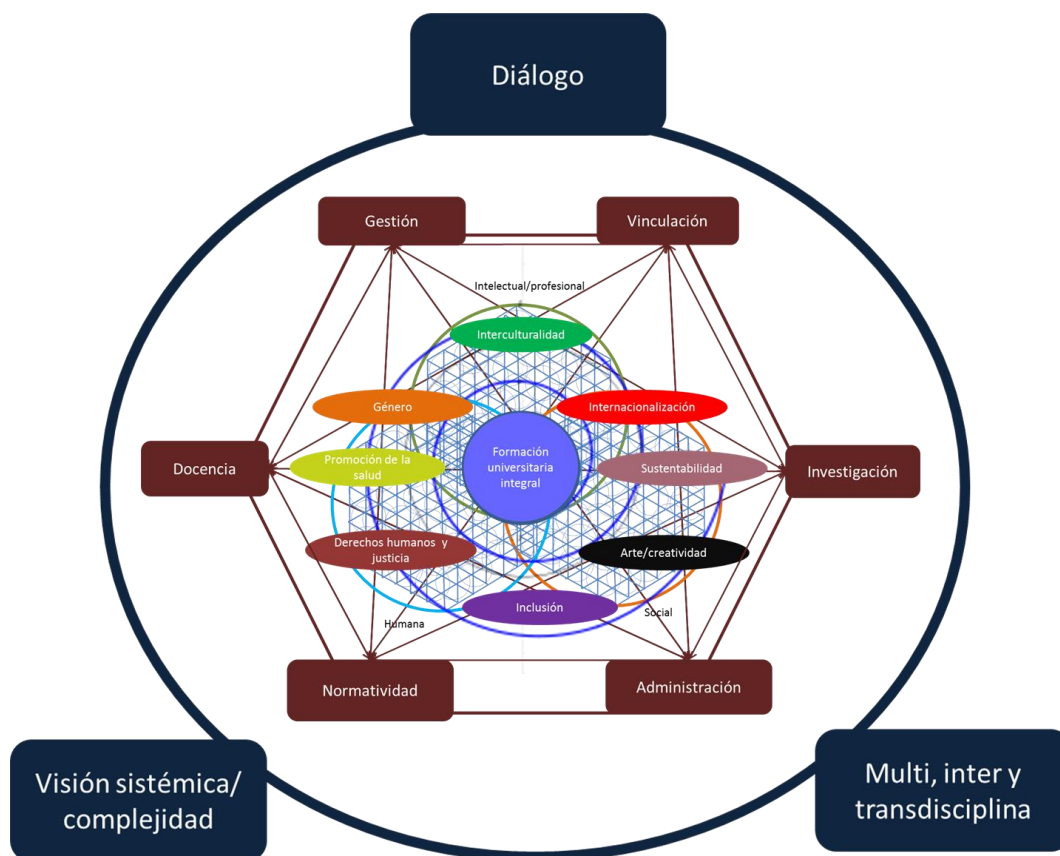 Diálogo
Gestión
Vinculación
Intelectual/profesional
Interculturalidad
Género
Internacionalización
Docencia
Promoción de la
salud
Formación
universitaria
integral
Sustentabilidad
Investigación
Derechos humanos y
justicia
Arte/creatividad
Inclusión
Humana
Social
Normatividad
Administración
Visión sistémica/
complejidad
Multi, inter y
transdisciplina